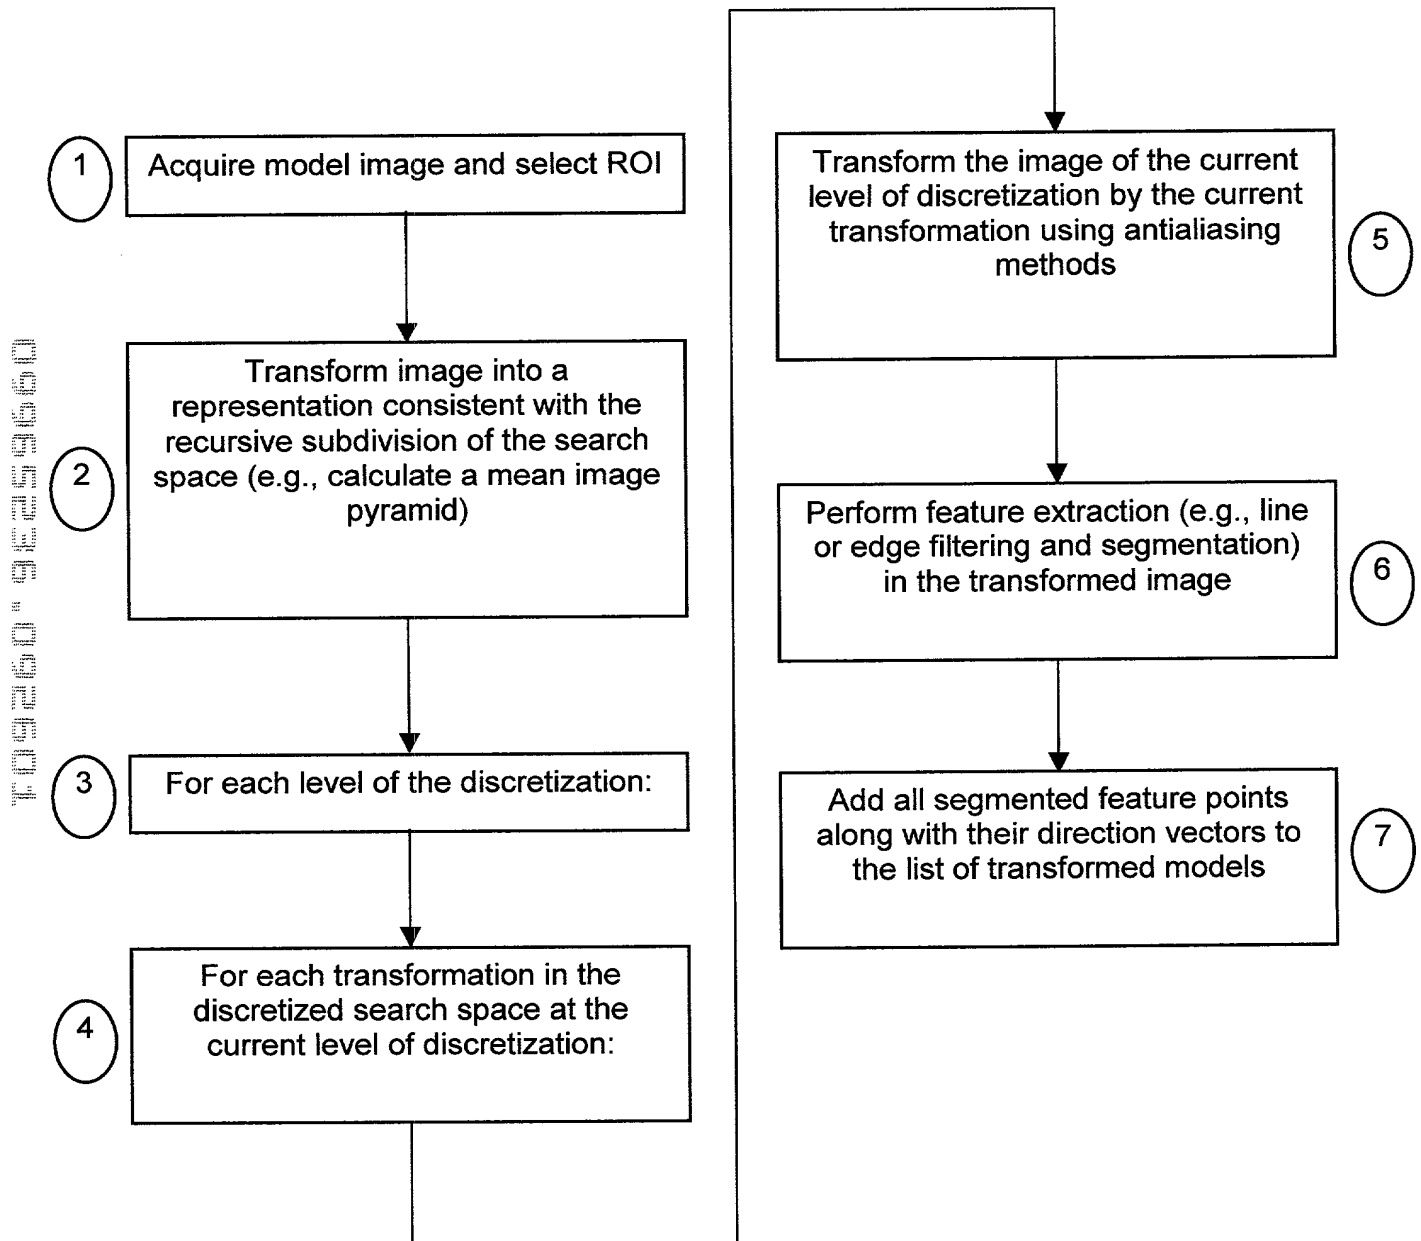 1
Acquire model image and select ROI
2
Transform image into a
representation consistent with the
recursive subdivision of the search
space (e.g., calculate a mean image
pyramid)
3
For each level of the discretization:
4
For each transformation in the
discretized search space at the
current level of discretization:
Transform the image of the current
level of discretization by the current
transformation using antialiasing
methods
5
Perform feature extraction (e.g., line
or edge filtering and segmentation)
in the transformed image
6
Add all segmented feature points
along with their direction vectors to
the list of transformed models
7